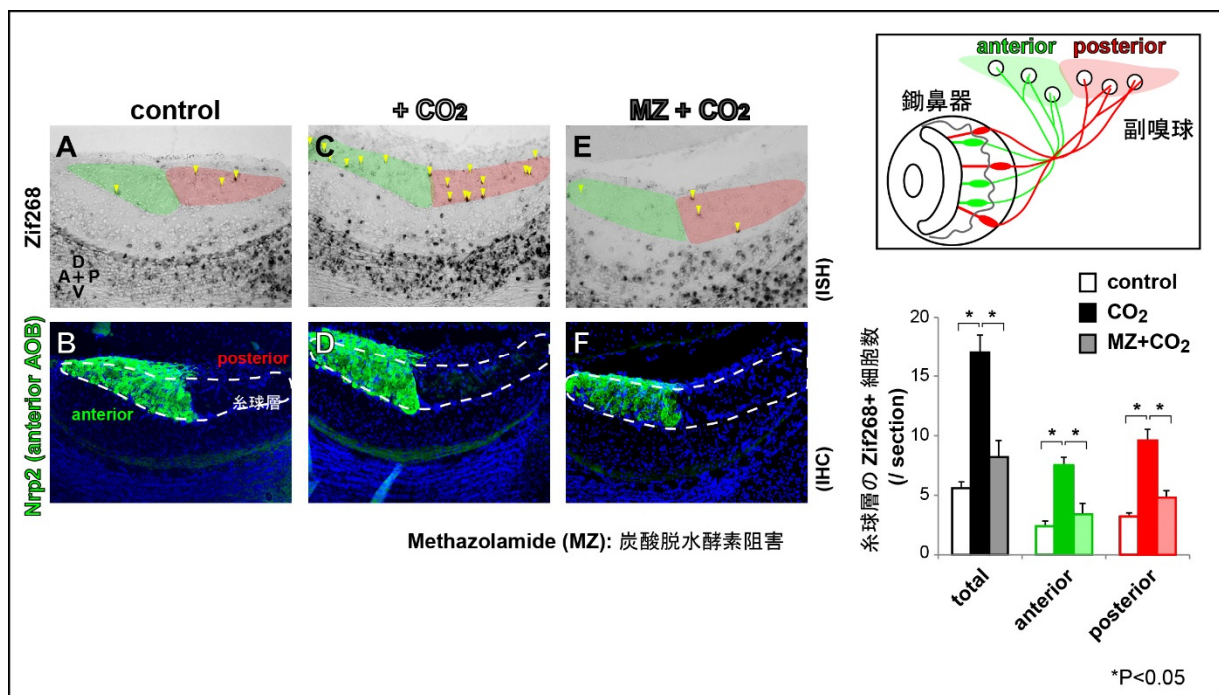 control
+ CO2
MZ + CO2
Zif268
A
C
E
D
A + P
V
(ISH)
Nrp2 (anterior AOB)
B
posterior
糸球層
anterior
D
F
(IHC)
Methazolamide (MZ): 炭酸脱水酵素阻害
anterior posterior
鋤鼻器
副嗅球
control
CO2
MZ+CO2
糸球層の Zif268+ 細胞数
(/ section)
20
15
10
5
0
* *
* *
* *
total
anterior
posterior
*P<0.05